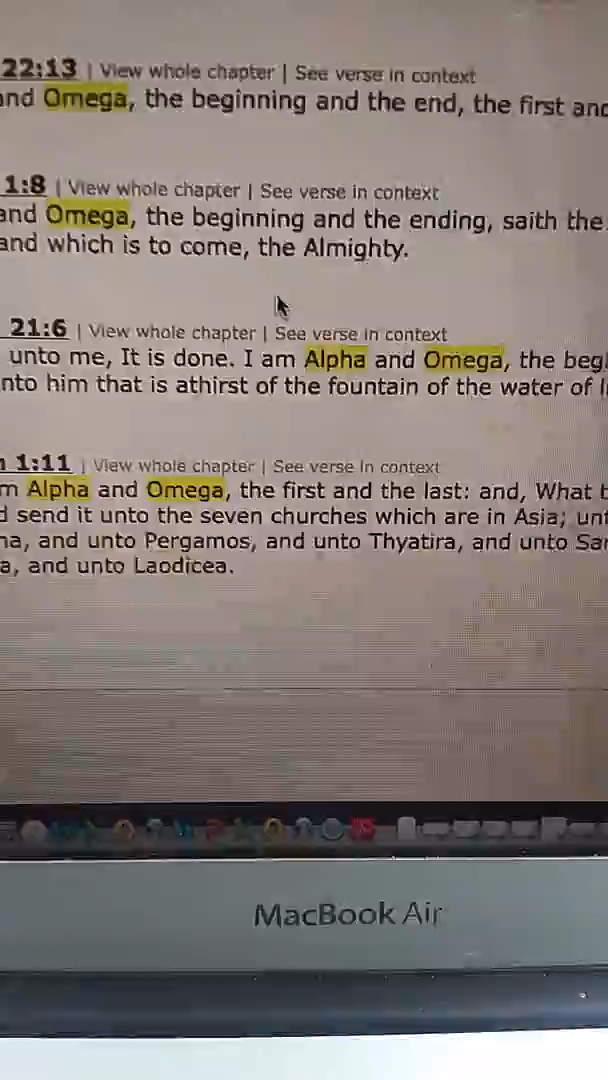 22:13 | View whole chapter | See verse in context
and Omega, the beginning and the end, the first and
1:8 | View whole chapter | See verse in context
and Omega, the beginning and the ending, saith the
and which is to come, the Almighty.
21:6 | View whole chapter | See verse in context
unto me, It is done. I am Alpha and Omega, the
him that is athirst of the fountain of the water of
1:11 | View whole chapter | See verse in context
Alpha and Omega, the first and the last: and, What
send it unto the seven churches which are in Asia;
and unto Pergamos, and unto Thyatira, and unto
and unto Laodicea.
MacBook Air